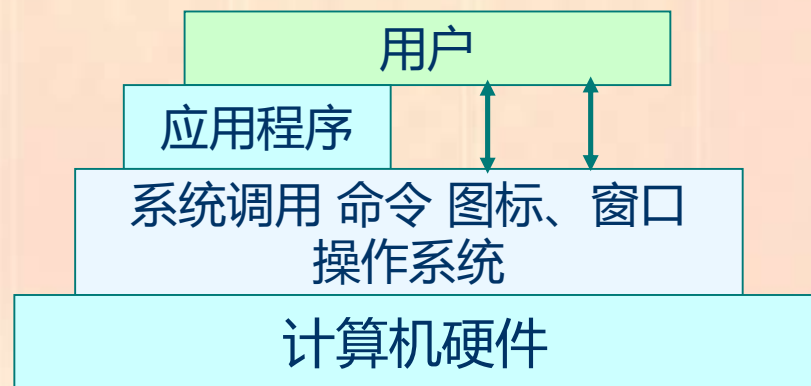 用户
应用程序
系统调用 命令 图标、窗口
操作系统
计算机硬件